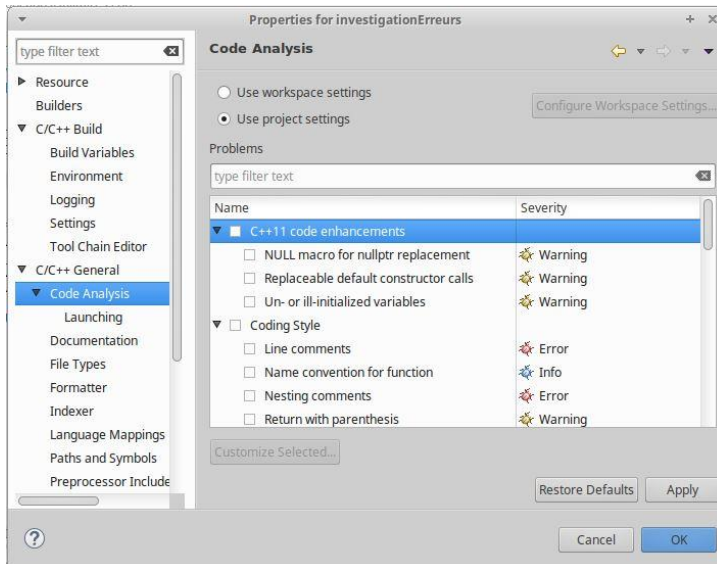 Properties for investigationErreurs
type filter text
Resource
Builders
C/C++ Build
Build Variables
Environment
Logging
Settings
Tool Chain Editor
C/C++ General
Code Analysis
Launching
Documentation
File Types
Formatter
Indexer
Language Mappings
Paths and Symbols
Preprocessor Include
Code Analysis
Use workspace settings
Configure Workspace Settings...
Use project settings
Problems
type filter text
Name Severity
C++11 code enhancements
NULL macro for nullptr replacement Warning
Replaceable default constructor calls Warning
Un- or ill-initialized variables Warning
Coding Style
Line comments Error
Name convention for function Info
Nesting comments Error
Return with parenthesis Warning
Customize Selected...
Restore Defaults Apply
Cancel OK